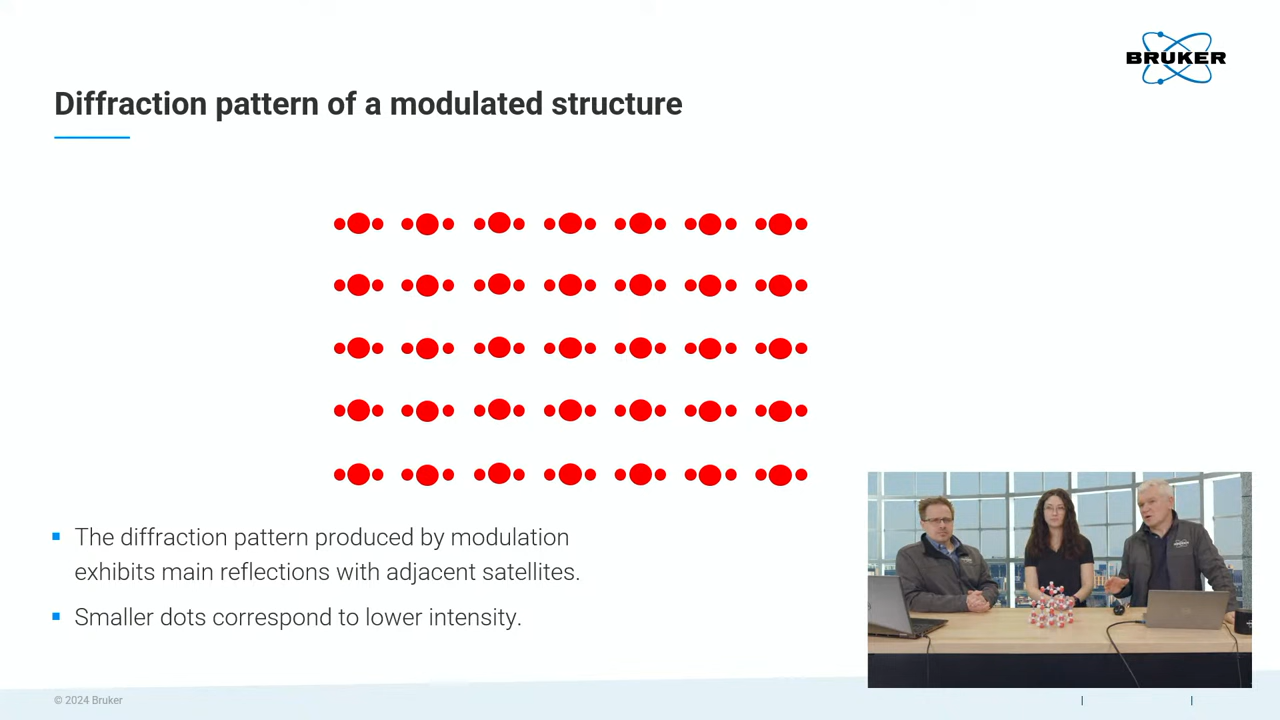 BRUKER
Diffraction pattern of a modulated structure
The diffraction pattern produced by modulation
exhibits main reflections with adjacent satellites.
Smaller dots correspond to lower intensity.
© 2024 Bruker